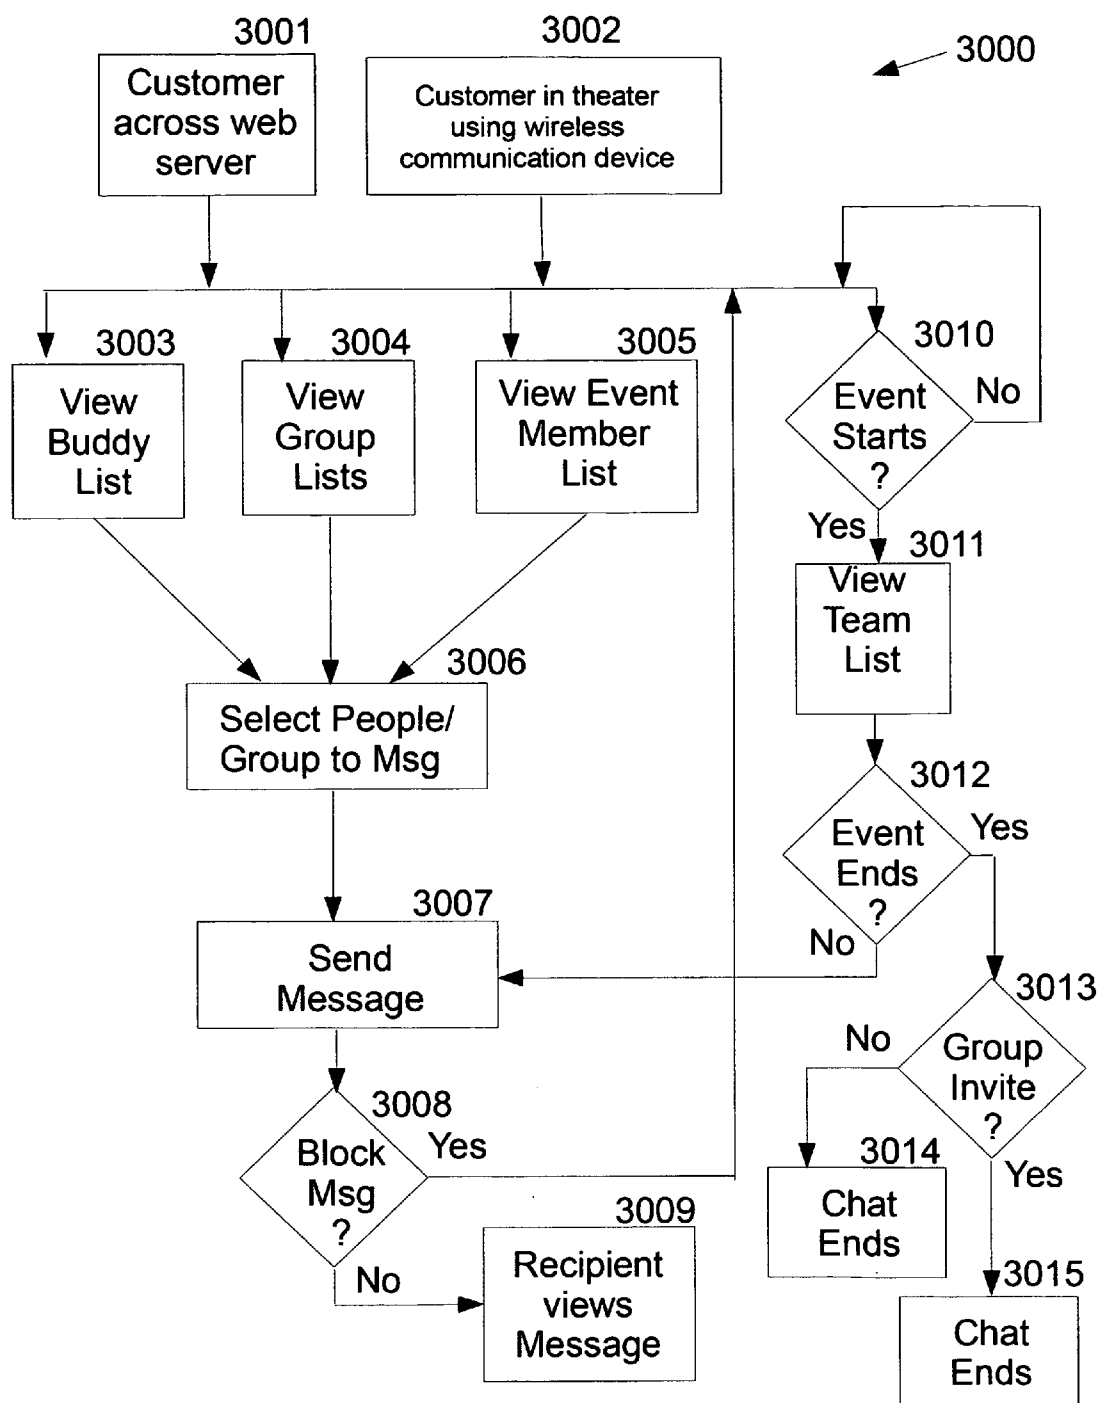 3001
3002
3000
Customer
across web
server
Customer in theater
using wireless
communication device
3003
3004
3005
3010
View
Buddy
List
View
Group
Lists
View Event
Member
List
Event
Starts
?
No
Yes
3011
View
Team
List
3006
Select People/
Group to Msg
3012
Event
Ends
?
Yes
No
3007
Send
Message
3013
Group
Invite
?
No
Yes
3008
Block
Msg
?
Yes
No
3009
Recipient
views
Message
3014
Chat
Ends
3015
Chat
Ends